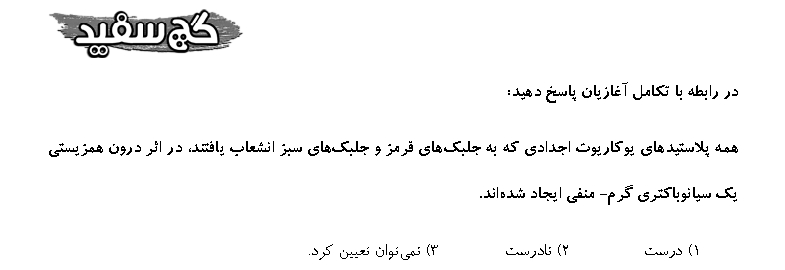 گچ سفید
در رابطه با تکامل آغازیان پاسخ دهید:
همه پلاستیدهای یوکاریوت اجدادی که به جلبک‌های قرمز و جلبک‌های سبز انشعاب یافتند، در اثر درون همزیستی
یک سیانوباکتری گرم- منفی ایجاد شده‌اند.
۱) درست ۲) نادرست ۳) نمی‌توان تعیین کرد.